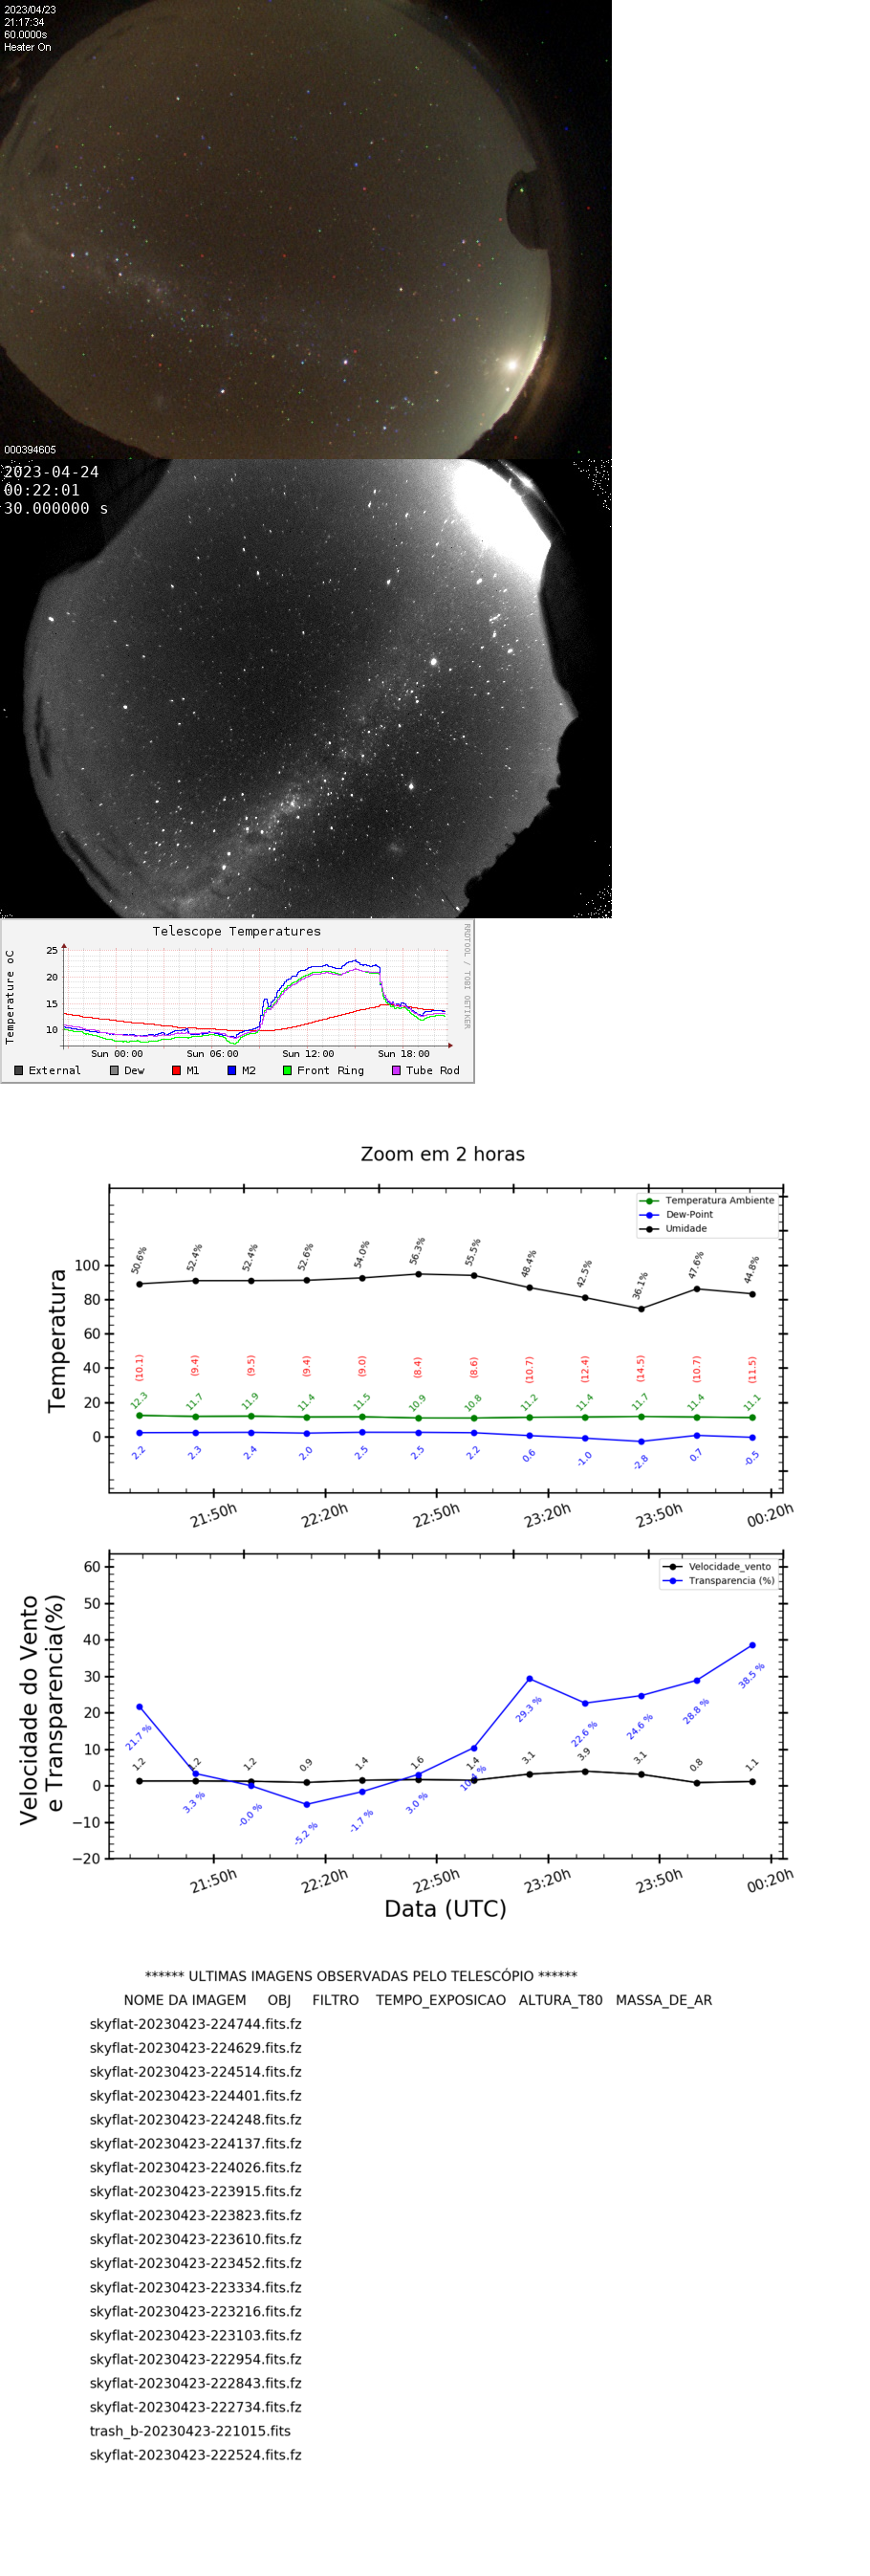 2023/04/23
21:17:34
60.0000s
Heater On
000394605
2023-04-24
00:22:01
30.000000 s
Telescope Temperatures
RRDTOOL / TOBI OETIKER
Temperature oC
25
20
15
10
Sun 00:00 Sun 06:00 Sun 12:00 Sun 18:00
External Dew M1 M2 Front Ring Tube Rod
Zoom em 2 horas
Temperatura Ambiente
Dew-Point
Umidade
Temperatura
100
80
60
40
20
0
50.6% 52.4% 52.4% 52.6% 54.0% 56.3% 55.5% 48.4% 42.5% 36.1% 47.6% 44.8%
(10.1) (9.4) (9.5) (9.4) (9.0) (8.4) (8.6) (10.7) (12.4) (14.5) (10.7) (11.5)
12.3 11.7 11.9 11.4 11.5 10.9 10.8 11.2 11.4 11.7 11.4 11.1
2.2 2.3 2.4 2.0 2.5 2.5 2.2 0.6 -1.0 -2.8 0.7 -0.5
21:50h 22:20h 22:50h 23:20h 23:50h 00:20h
Velocidade_vento
Transparencia (%)
Velocidade do Vento
e Transparencia(%)
60
50
40
30
20
10
0
−10
−20
1.2 1.2 1.2 0.9 1.4 1.6 1.4 3.1 3.9 3.1 0.8 1.1
21.7 % 3.3 % -0.0 % -5.2 % -1.7 % 3.0 % 29.3 % 22.6 % 24.6 % 28.8 % 38.5 %
21:50h 22:20h 22:50h 23:20h 23:50h 00:20h
Data (UTC)
****** ULTIMAS IMAGENS OBSERVADAS PELO TELESCÓPIO ******
NOME DA IMAGEM OBJ FILTRO TEMPO_EXPOSICAO ALTURA_T80 MASSA_DE_AR
skyflat-20230423-224744.fits.fz
skyflat-20230423-224629.fits.fz
skyflat-20230423-224514.fits.fz
skyflat-20230423-224401.fits.fz
skyflat-20230423-224248.fits.fz
skyflat-20230423-224137.fits.fz
skyflat-20230423-224026.fits.fz
skyflat-20230423-223915.fits.fz
skyflat-20230423-223823.fits.fz
skyflat-20230423-223610.fits.fz
skyflat-20230423-223452.fits.fz
skyflat-20230423-223334.fits.fz
skyflat-20230423-223216.fits.fz
skyflat-20230423-223103.fits.fz
skyflat-20230423-222954.fits.fz
skyflat-20230423-222843.fits.fz
skyflat-20230423-222734.fits.fz
trash_b-20230423-221015.fits
skyflat-20230423-222524.fits.fz